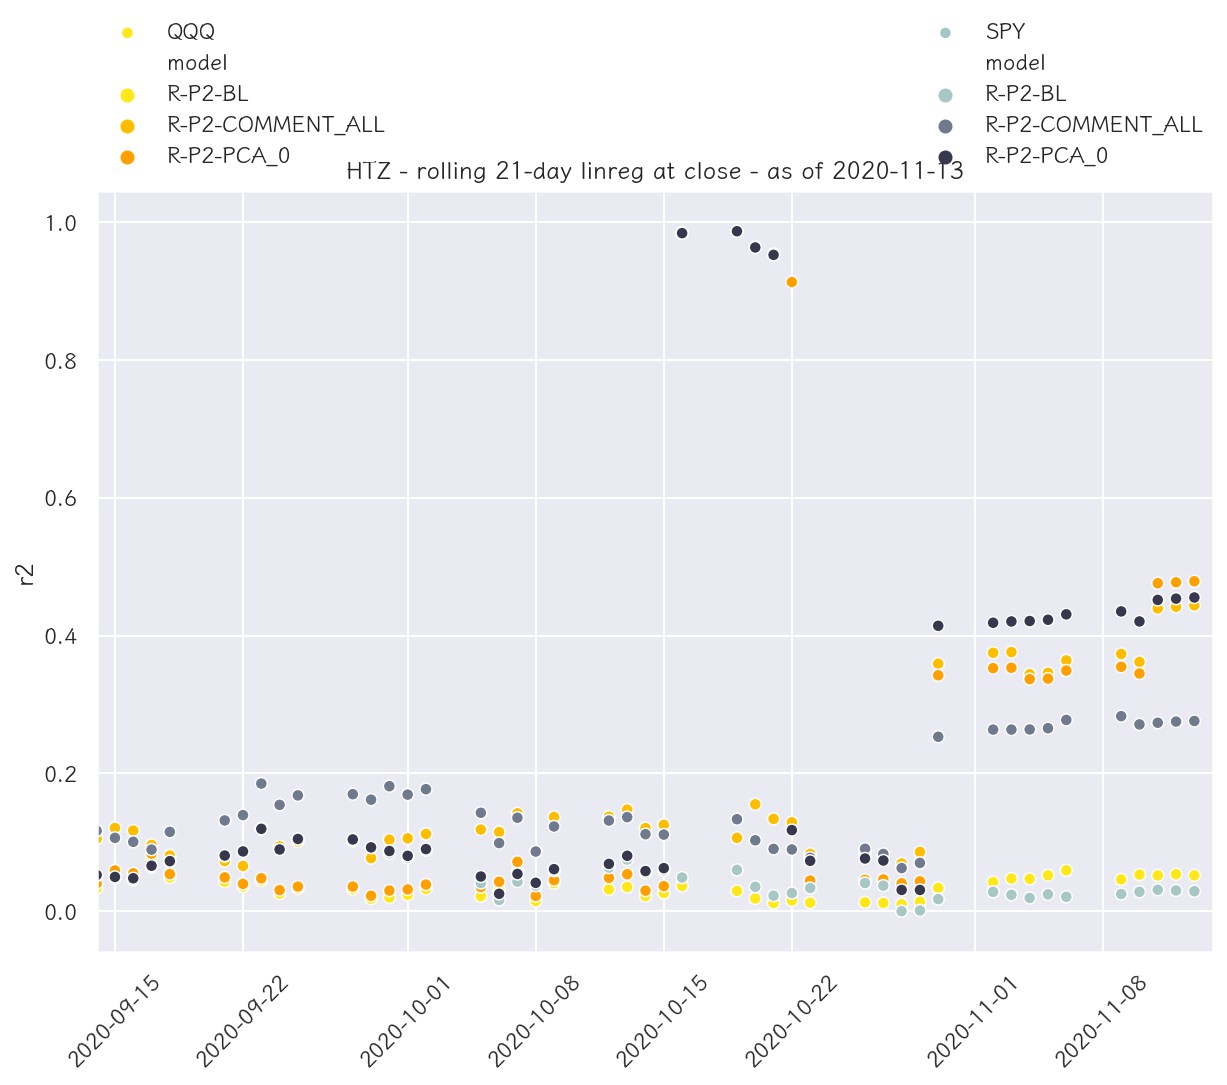 QQQ
model
R-P2-BL
R-P2-COMMENT_ALL
R-P2-PCA_0
SPY
model
R-P2-BL
R-P2-COMMENT_ALL
R-P2-PCA_0
HTZ - rolling 21-day linreg at close - as of 2020-11-13
1.0
0.8
0.6
0.4
0.2
0.0
r2
2020-09-15
2020-09-22
2020-10-01
2020-10-08
2020-10-15
2020-10-22
2020-11-01
2020-11-08